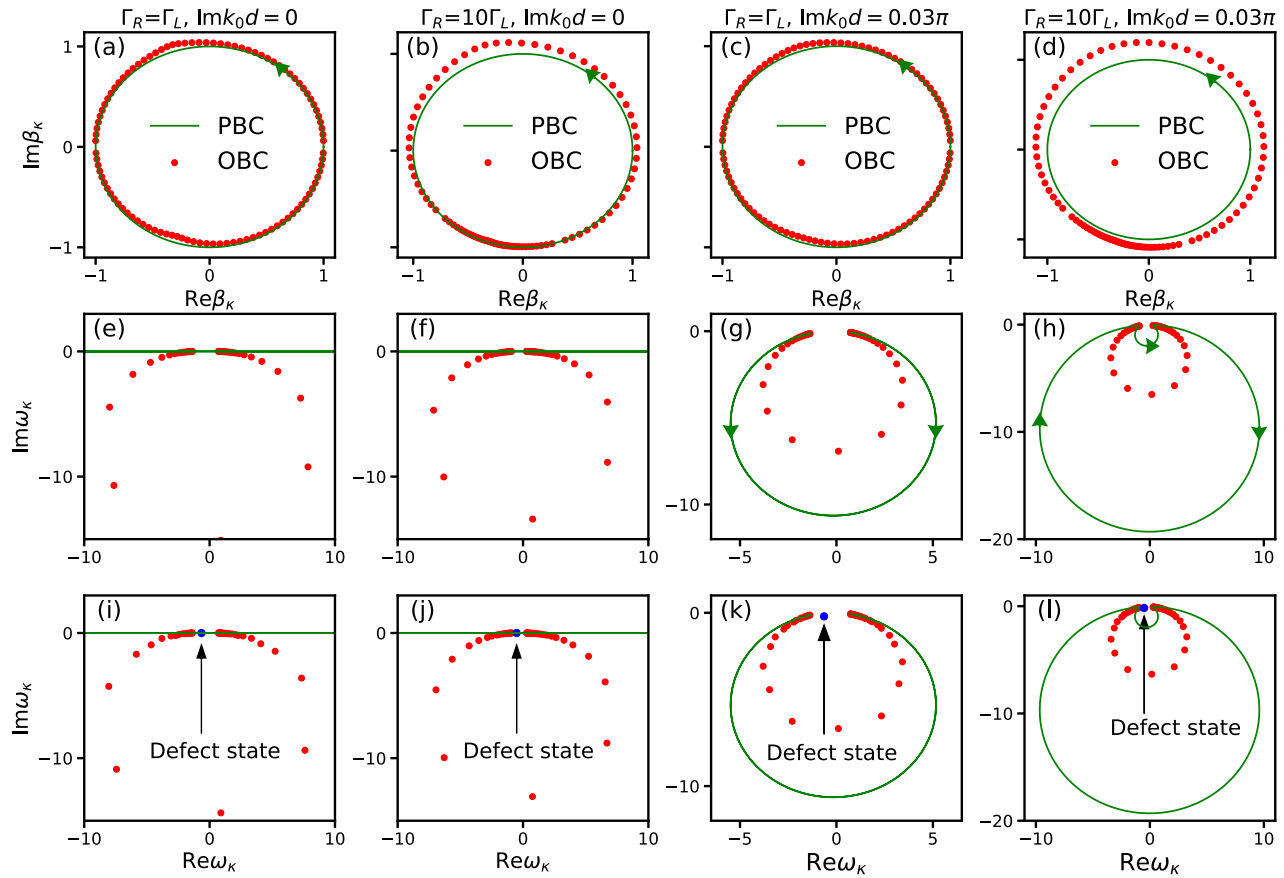 Γ_R=Γ_L, Imk_0d = 0
Γ_R=10Γ_L, Imk_0d = 0
Γ_R=Γ_L, Imk_0d = 0.03π
Γ_R=10Γ_L, Imk_0d = 0.03π
(a)
(b)
(c)
(d)
1
0
−1
Imβ_κ
PBC
OBC
PBC
OBC
PBC
OBC
PBC
OBC
−1 0 1
−1 0 1
−1 0 1
−1 0 1
Reβ_κ
Reβ_κ
Reβ_κ
Reβ_κ
(e)
(f)
(g)
(h)
Imω_κ
0
−10
0
−10
0
−10
0
−10
−20
−10 0 10
−10 0 10
−5 0 5
−10 0 10
(i)
(j)
(k)
(l)
Imω_κ
0
−10
0
−10
0
−10
0
−10
−20
Defect state
Defect state
Defect state
Defect state
−10 0 10
−10 0 10
−5 0 5
−10 0 10
Reω_κ
Reω_κ
Reω_κ
Reω_κ